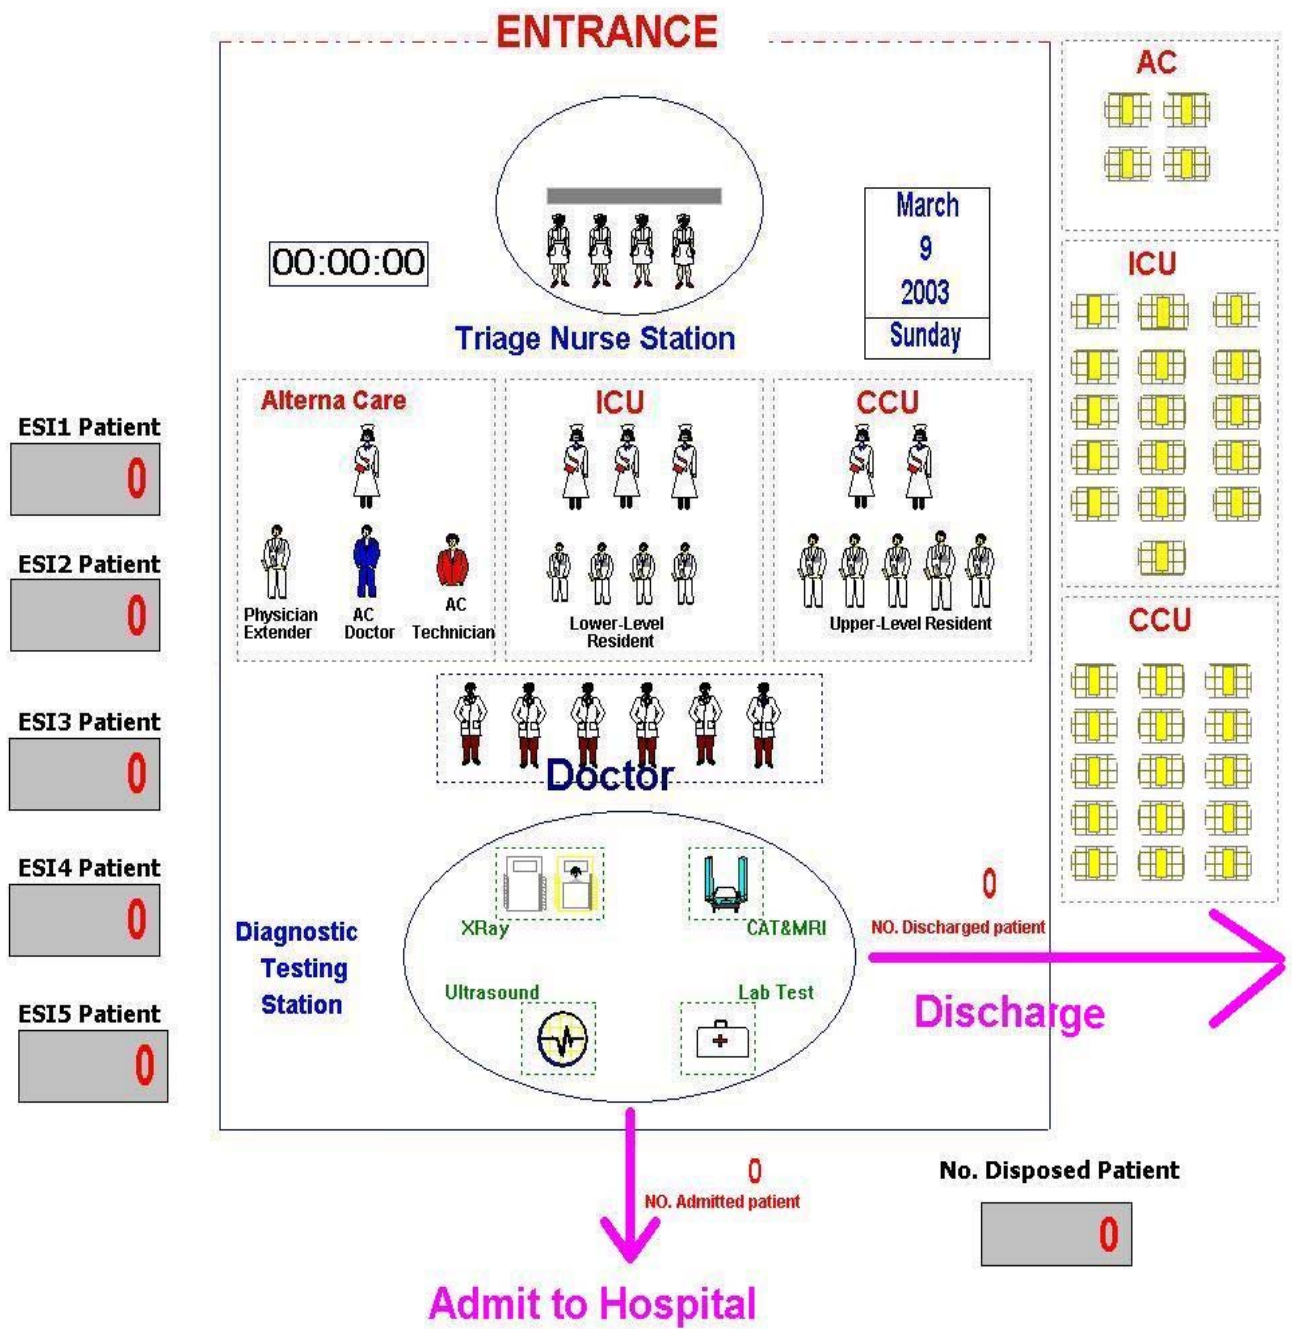 ENTRANCE
AC
March
9
2003
Sunday
00:00:00
Triage Nurse Station
ICU
Alterna Care
ICU
CCU
ESI1 Patient
0
ESI2 Patient
0
ESI3 Patient
0
ESI4 Patient
0
ESI5 Patient
0
Physician
Extender
AC
Doctor
AC
Technician
Lower-Level
Resident
Upper-Level Resident
CCU
Doctor
XRay
CAT&MRI
Ultrasound
Lab Test
Diagnostic
Testing
Station
0
NO. Discharged patient
Discharge
0
NO. Admitted patient
Admit to Hospital
No. Disposed Patient
0